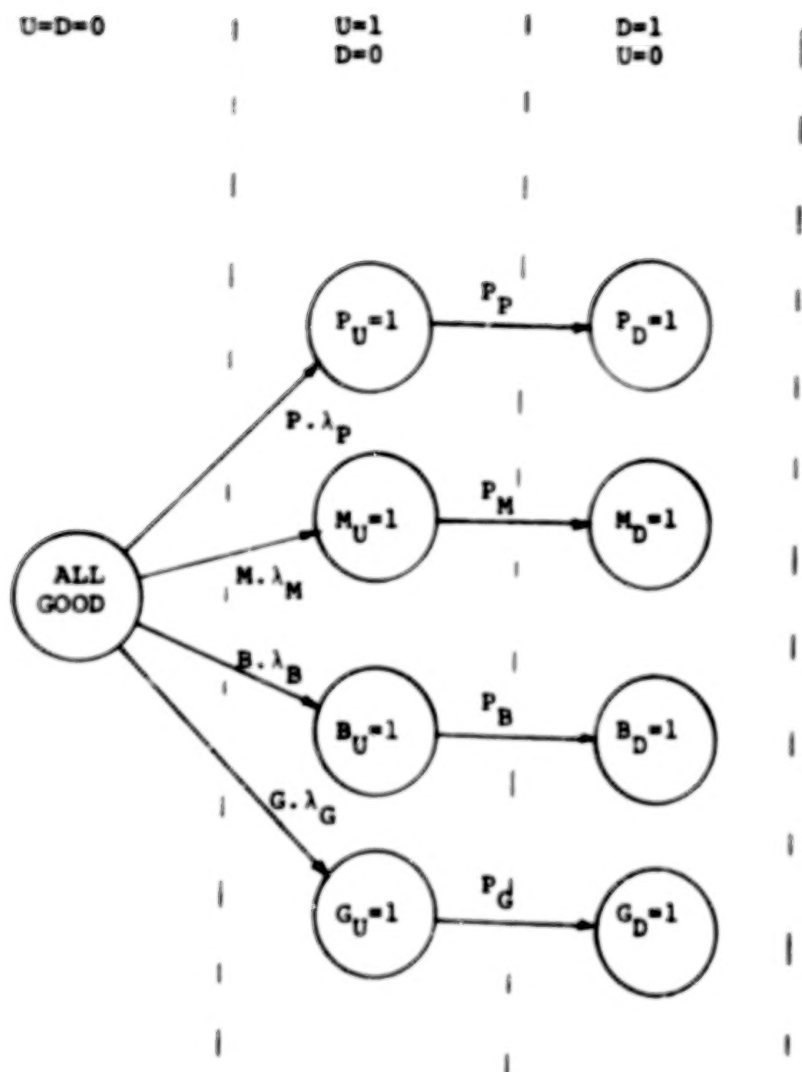 U=D=0
U=1
D=0
D=1
U=0
P_P
P_U=1
P_D=1
P.λ_P
P_M
M_U=1
M_D=1
ALL
GOOD
M.λ_M
B.λ_B
P_B
B_U=1
B_D=1
G.λ_G
P_G
G_U=1
G_D=1